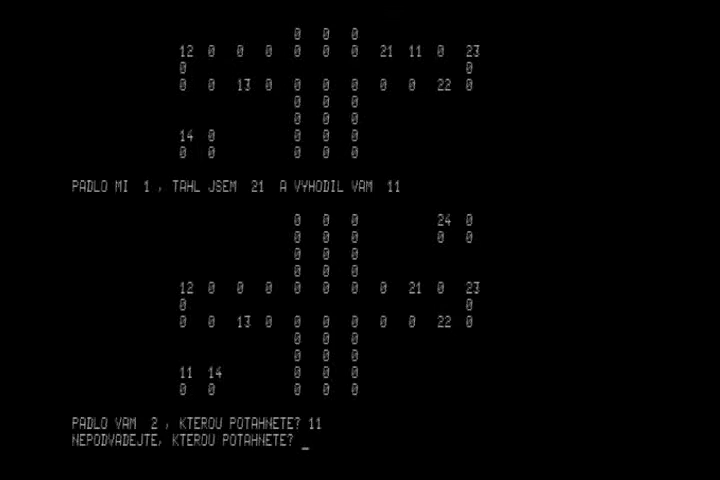 0 0 0
12 0 0 0 0 0 0 21 11 0 23
0 0
0 0 13 0 0 0 0 0 0 22 0
0 0 0
0 0 0
14 0 0 0 0
0 0 0 0 0
PADLO MI 1 , TAHL JSEM 21 A VYHODIL VAM 11
0 0 0 24 0
0 0 0 0 0
0 0 0
0 0 0
12 0 0 0 0 0 0 0 21 0 23
0 0
0 0 13 0 0 0 0 0 0 22 0
0 0 0
0 0 0
11 14 0 0 0
0 0 0 0 0
PADLO VAM 2 , KTEROU POTAHNETE? 11
NEPODVADEJTE, KTEROU POTAHNETE? _